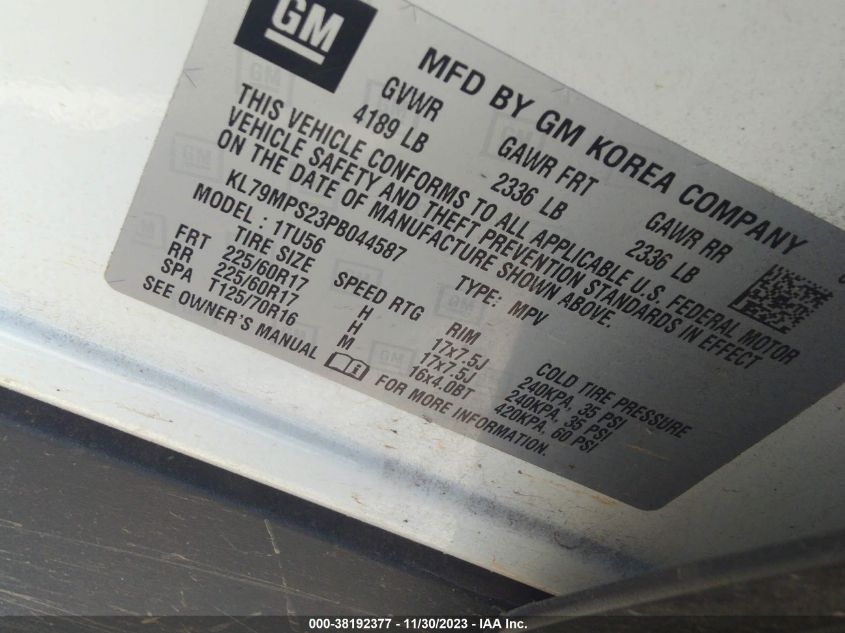 GM
MFD BY GM KOREA COMPANY
GVWR GAWR FRT GAWR RR
4189 LB 2336 LB 2336 LB
THIS VEHICLE CONFORMS TO ALL APPLICABLE U.S. FEDERAL MOTOR
VEHICLE SAFETY AND THEFT PREVENTION STANDARDS IN EFFECT
ON THE DATE OF MANUFACTURE SHOWN ABOVE.
KL79MPS23PB044587 TYPE: MPV
MODEL: 1TU56
TIRE SIZE SPEED RTG RIM COLD TIRE PRESSURE
FRT 225/60R17 H 17x7.5J 240KPA, 35 PSI
RR 225/60R17 H 17x7.5J 240KPA, 35 PSI
SPA T125/70R16 M 16x4.0BT 420KPA, 60 PSI
SEE OWNER'S MANUAL FOR MORE INFORMATION.
000-38192377 - 11/30/2023 - IAA Inc.